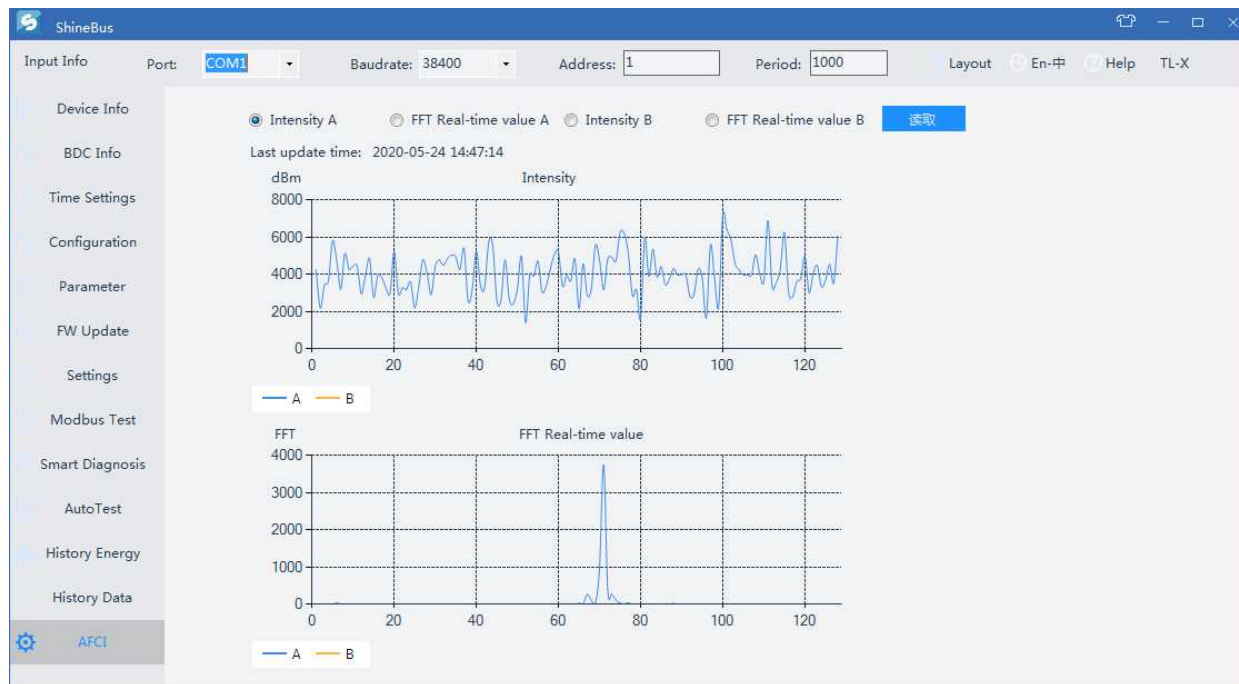 ShineBus
Input Info Port: COM1 Baudrate: 38400 Address: 1 Period: 1000 Layout En-中 Help TL-X
Device Info
BDC Info
Time Settings
Configuration
Parameter
FW Update
Settings
Modbus Test
Smart Diagnosis
AutoTest
History Energy
History Data
AFCI
Intensity A FFT Real-time value A Intensity B FFT Real-time value B 读取
Last update time: 2020-05-24 14:47:14
dBm Intensity
8000
6000
4000
2000
0
0 20 40 60 80 100 120
A B
FFT FFT Real-time value
4000
3000
2000
1000
0
0 20 40 60 80 100 120
A B